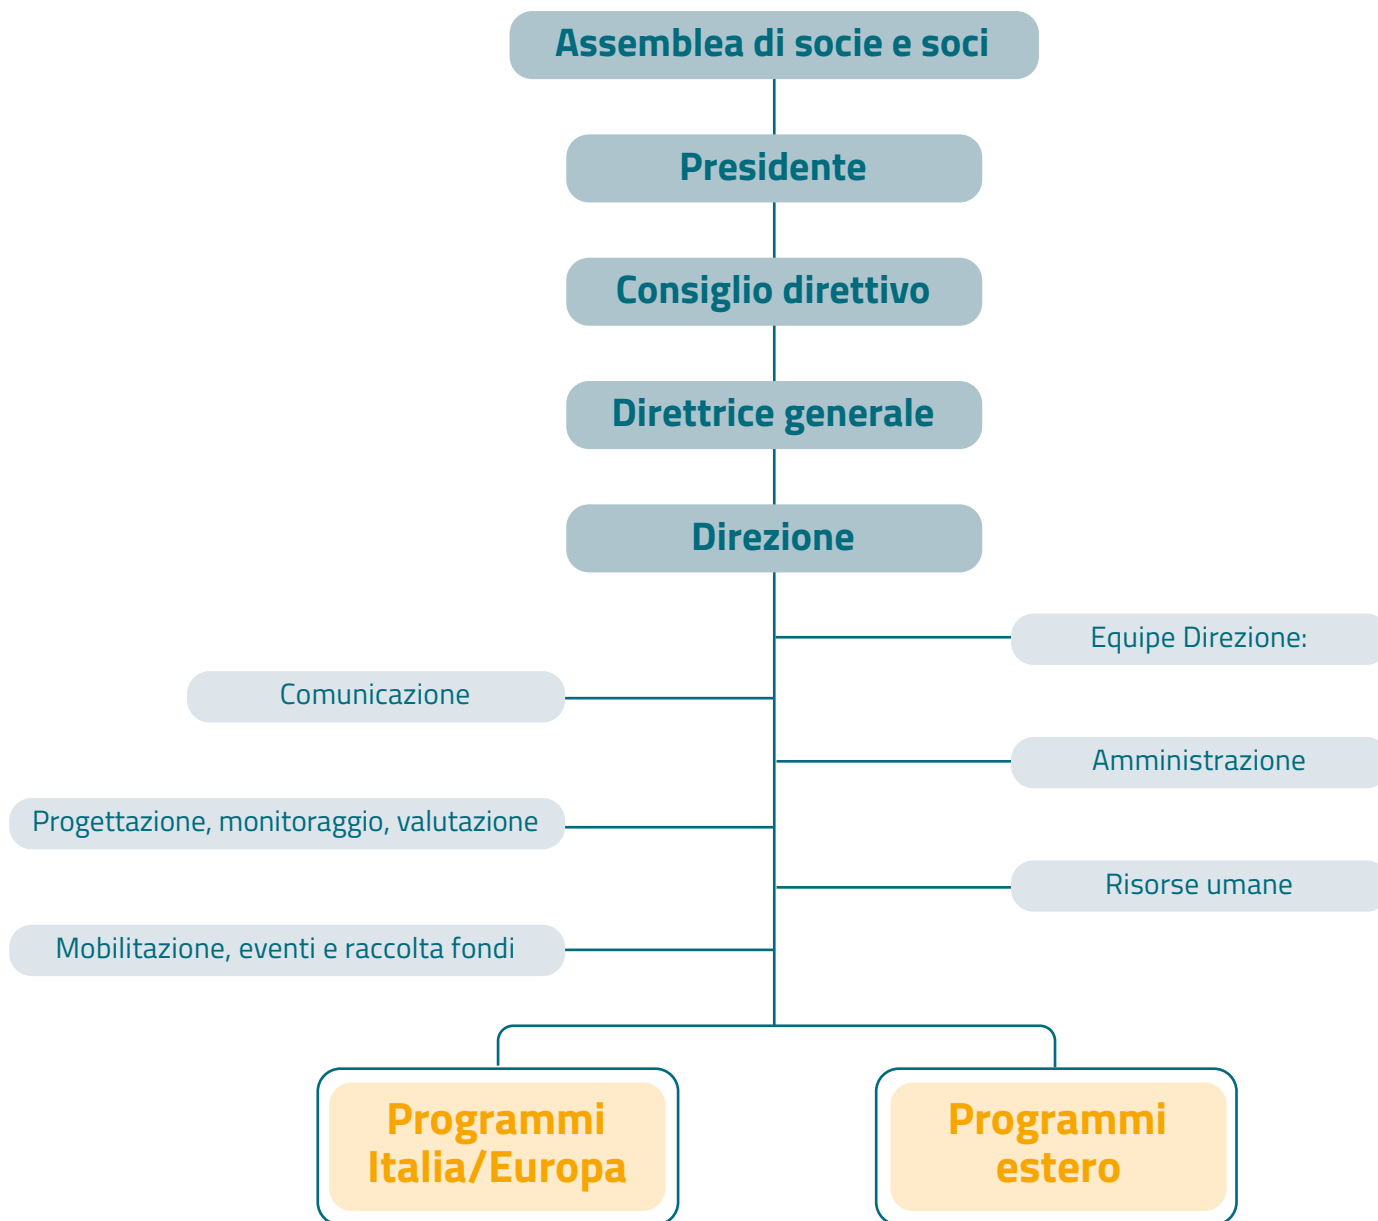 Assemblea di socie e soci
Presidente
Consiglio direttivo
Direttrice generale
Direzione
Equipe Direzione:
Comunicazione
Amministrazione
Progettazione, monitoraggio, valutazione
Risorse umane
Mobilitazione, eventi e raccolta fondi
Programmi
Italia/Europa
Programmi
estero